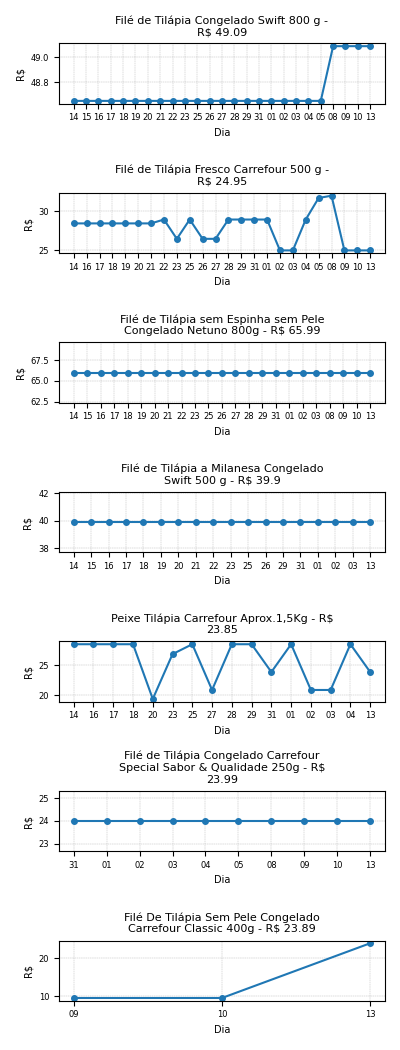 Filé de Tilápia Congelado Swift 800 g -
R$ 49.09
49.0
48.8
R$
14 15 16 17 18 19 20 21 22 23 25 26 27 28 29 31 01 02 03 04 05 08 09 10 13
Dia
Filé de Tilápia Fresco Carrefour 500 g -
R$ 24.95
30
25
R$
14 16 17 18 19 20 21 22 23 25 26 27 28 29 31 01 02 03 04 05 08 09 10 13
Dia
Filé de Tilápia sem Espinha sem Pele
Congelado Netuno 800g - R$ 65.99
67.5
65.0
62.5
R$
14 15 16 17 18 19 20 21 22 23 25 26 27 28 29 31 01 02 03 08 09 10 13
Dia
Filé de Tilápia a Milanesa Congelado
Swift 500 g - R$ 39.9
42
40
38
R$
14 15 16 17 18 19 20 21 22 23 25 26 29 31 01 02 03 13
Dia
Peixe Tilápia Carrefour Aprox.1,5Kg - R$
23.85
25
20
R$
14 16 17 18 20 23 25 27 28 29 31 01 02 03 04 13
Dia
Filé de Tilápia Congelado Carrefour
Special Sabor & Qualidade 250g - R$
23.99
25
24
23
R$
31 01 02 03 04 05 08 09 10 13
Dia
Filé De Tilápia Sem Pele Congelado
Carrefour Classic 400g - R$ 23.89
20
10
R$
09 10 13
Dia